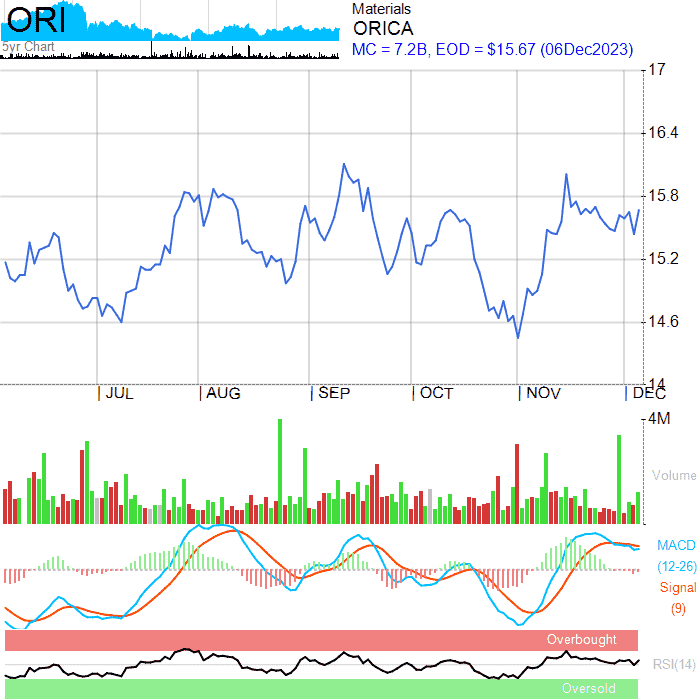 ORI
5yr Chart
Materials
ORICA
MC = 7.2B, EOD = $15.67 (06Dec2023)
17
16.4
15.8
15.2
14.6
14
JUL
AUG
SEP
OCT
NOV
DEC
4M
Volume
MACD
(12-26)
Signal
(9)
Overbought
RSI(14)
Oversold